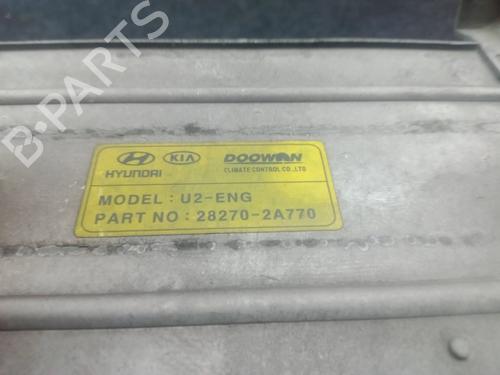 HYUNDAI KIA DOOWON
CLIMATE CONTROL CO.,LTD
MODEL : U2-ENG
PART NO : 28270-2A770
B-PARTS